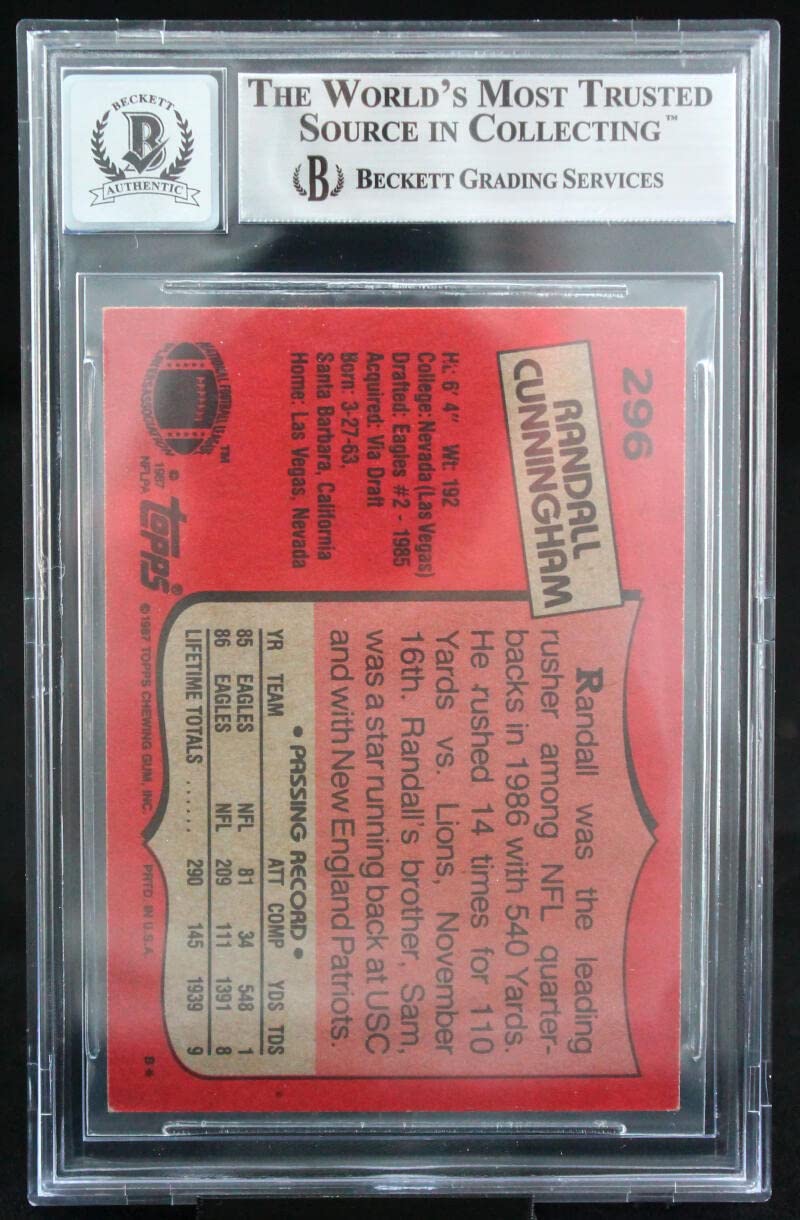 BECKETT
B
AUTHENTIC
THE WORLD'S MOST TRUSTED
SOURCE IN COLLECTING™
B BECKETT GRADING SERVICES
296
RANDALL
CUNNINGHAM
Ht: 6' 4" Wt: 192
College: Nevada (Las Vegas)
Drafted: Eagles #2 - 1985
Acquired: Via Draft
Born: 3-27-63,
Santa Barbara, California
Home: Las Vegas, Nevada
NATIONAL FOOTBALL LEAGUE
PLAYERS ASSOCIATION
™
© 1987
NFLPA
topps®
Randall was the leading
rusher among NFL quarter-
backs in 1986 with 540 Yards.
He rushed 14 times for 110
Yards vs. Lions, November
16th. Randall's brother, Sam,
was a star running back at USC
and with New England Patriots.
• PASSING RECORD •
YR TEAM ATT COMP YDS TDS
85 EAGLES NFL 81 34 548 1
86 EAGLES NFL 209 111 1391 8
LIFETIME TOTALS ...... 290 145 1939 9
© 1987 TOPPS CHEWING GUM, INC. PRTD IN U.S.A. B*